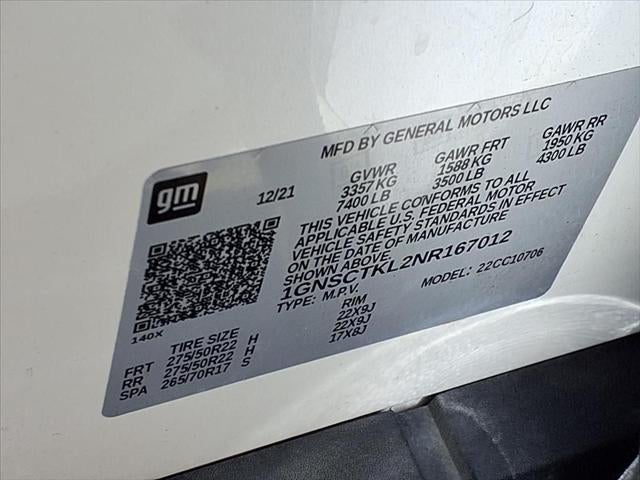 MFD BY GENERAL MOTORS LLC
gm
12/21
GVWR GAWR FRT GAWR RR
3357 KG 1588 KG 1950 KG
7400 LB 3500 LB 4300 LB
THIS VEHICLE CONFORMS TO ALL
APPLICABLE U.S. FEDERAL MOTOR
VEHICLE SAFETY STANDARDS IN EFFECT
ON THE DATE OF MANUFACTURE
SHOWN ABOVE.
1GNSCTKL2NR167012
TYPE: M.P.V. MODEL: 22CC10706
140X
TIRE SIZE RIM
FRT 275/50R22 H 22X9J
RR 275/50R22 H 22X9J
SPA 265/70R17 S 17X8J